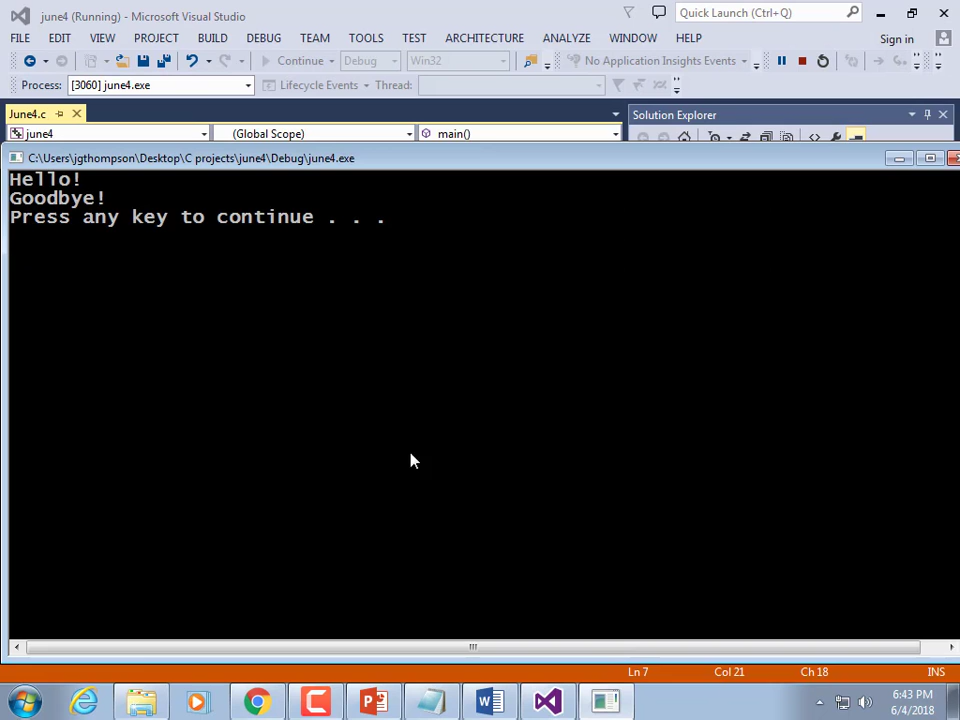 june4 (Running) - Microsoft Visual Studio
Quick Launch (Ctrl+Q)
FILE EDIT VIEW PROJECT BUILD DEBUG TEAM TOOLS TEST ARCHITECTURE ANALYZE WINDOW HELP
Sign in
Continue Debug Win32 No Application Insights Events
Process: [3060] june4.exe Lifecycle Events Thread:
June4.c
Solution Explorer
june4 (Global Scope) main()
C:\Users\jgthompson\Desktop\C projects\june4\Debug\june4.exe
Hello!
Goodbye!
Press any key to continue . . .
Ln 7 Col 21 Ch 18 INS
6:43 PM
6/4/2018